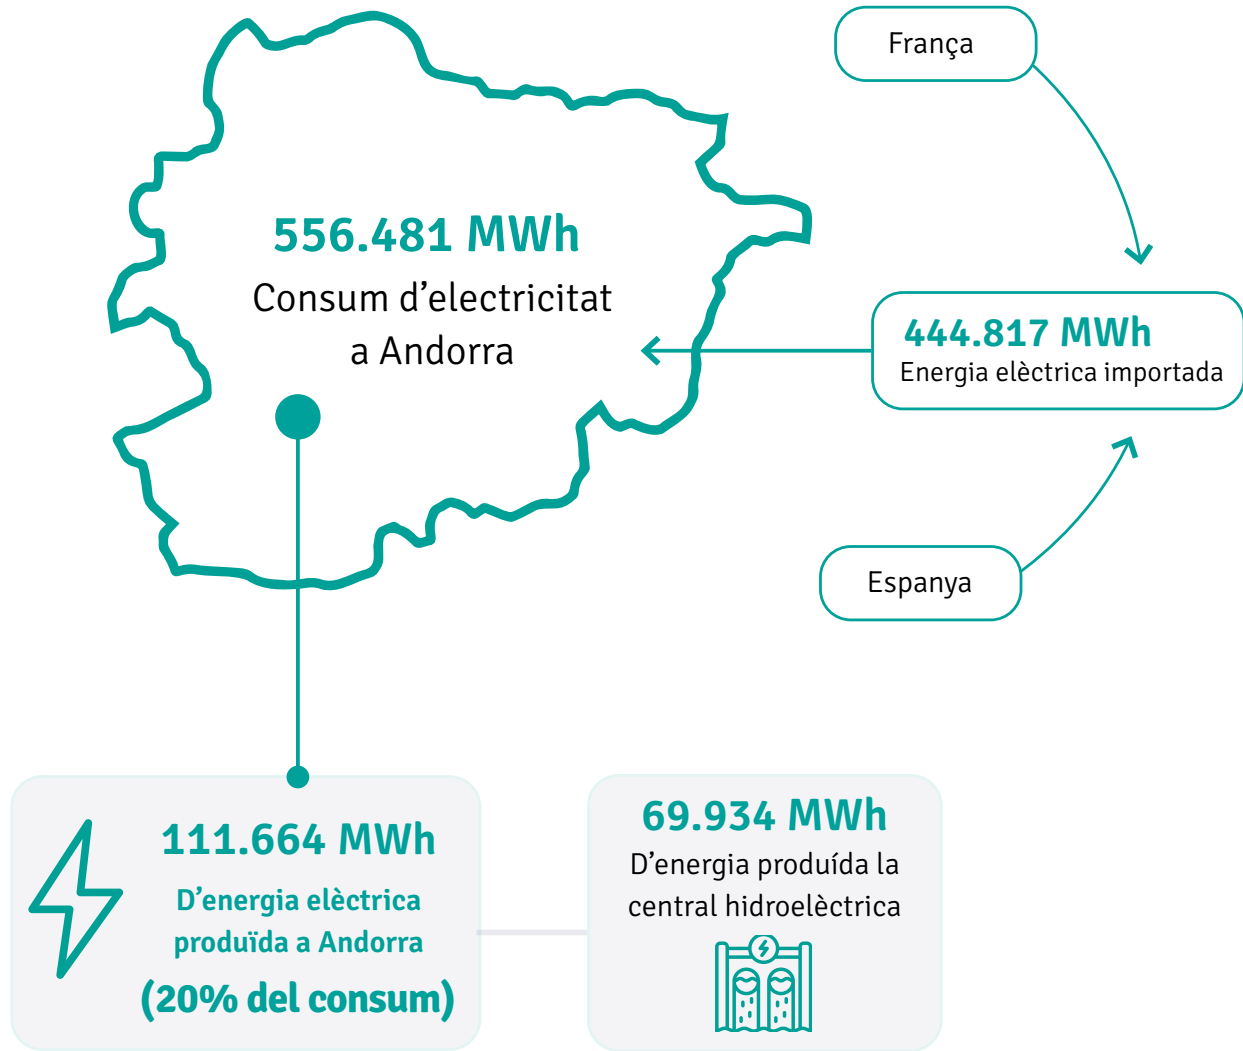 França
556.481 MWh
Consum d’electricitat
a Andorra
444.817 MWh
Energia elèctrica importada
Espanya
111.664 MWh
D’energia elèctrica
produïda a Andorra
(20% del consum)
69.934 MWh
D’energia produída la
central hidroelèctrica